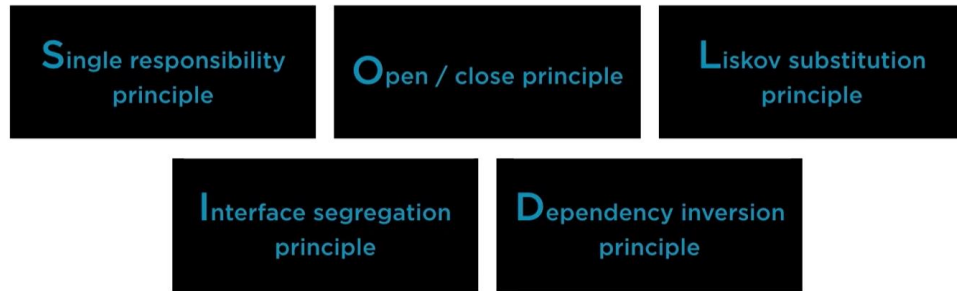 Single responsibility
principle
Open / close principle
Liskov substitution
principle
Interface segregation
principle
Dependency inversion
principle